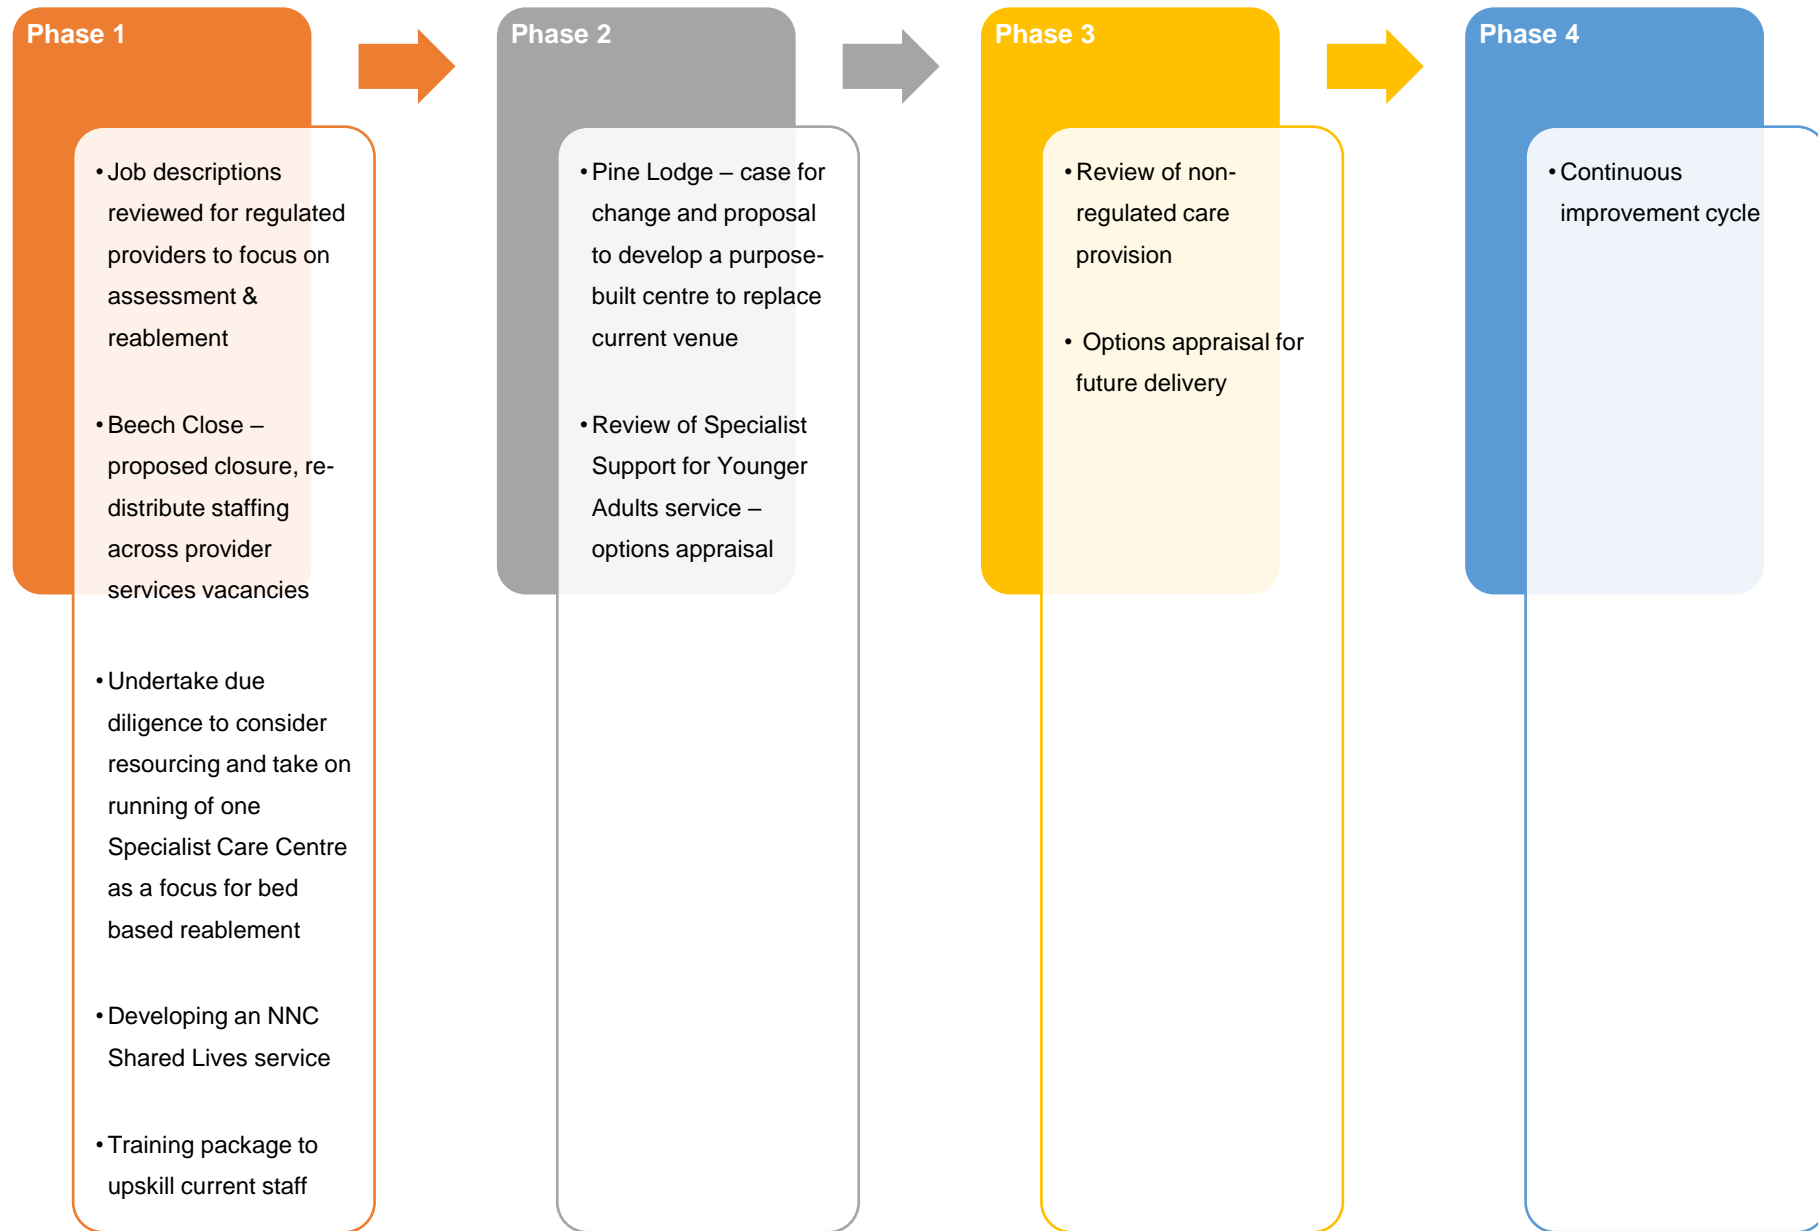 Phase 1
• Job descriptions
reviewed for regulated
providers to focus on
assessment &
reablement
• Beech Close –
proposed closure, re-
distribute staffing
across provider
services vacancies
• Undertake due
diligence to consider
resourcing and take on
running of one
Specialist Care Centre
as a focus for bed
based reablement
• Developing an NNC
Shared Lives service
• Training package to
upskill current staff
Phase 2
• Pine Lodge – case for
change and proposal
to develop a purpose-
built centre to replace
current venue
• Review of Specialist
Support for Younger
Adults service –
options appraisal
Phase 3
• Review of non-
regulated care
provision
• Options appraisal for
future delivery
Phase 4
• Continuous
improvement cycle